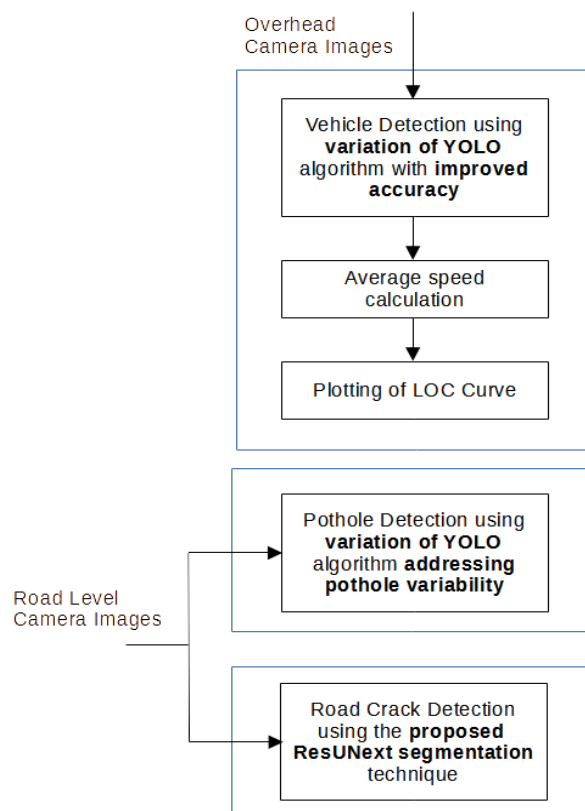 Overhead
Camera Images
Vehicle Detection using
variation of YOLO
algorithm with improved
accuracy
Average speed
calculation
Plotting of LOC Curve
Pothole Detection using
variation of YOLO
algorithm addressing
pothole variability
Road Level
Camera Images
Road Crack Detection
using the proposed
ResUNext segmentation
technique